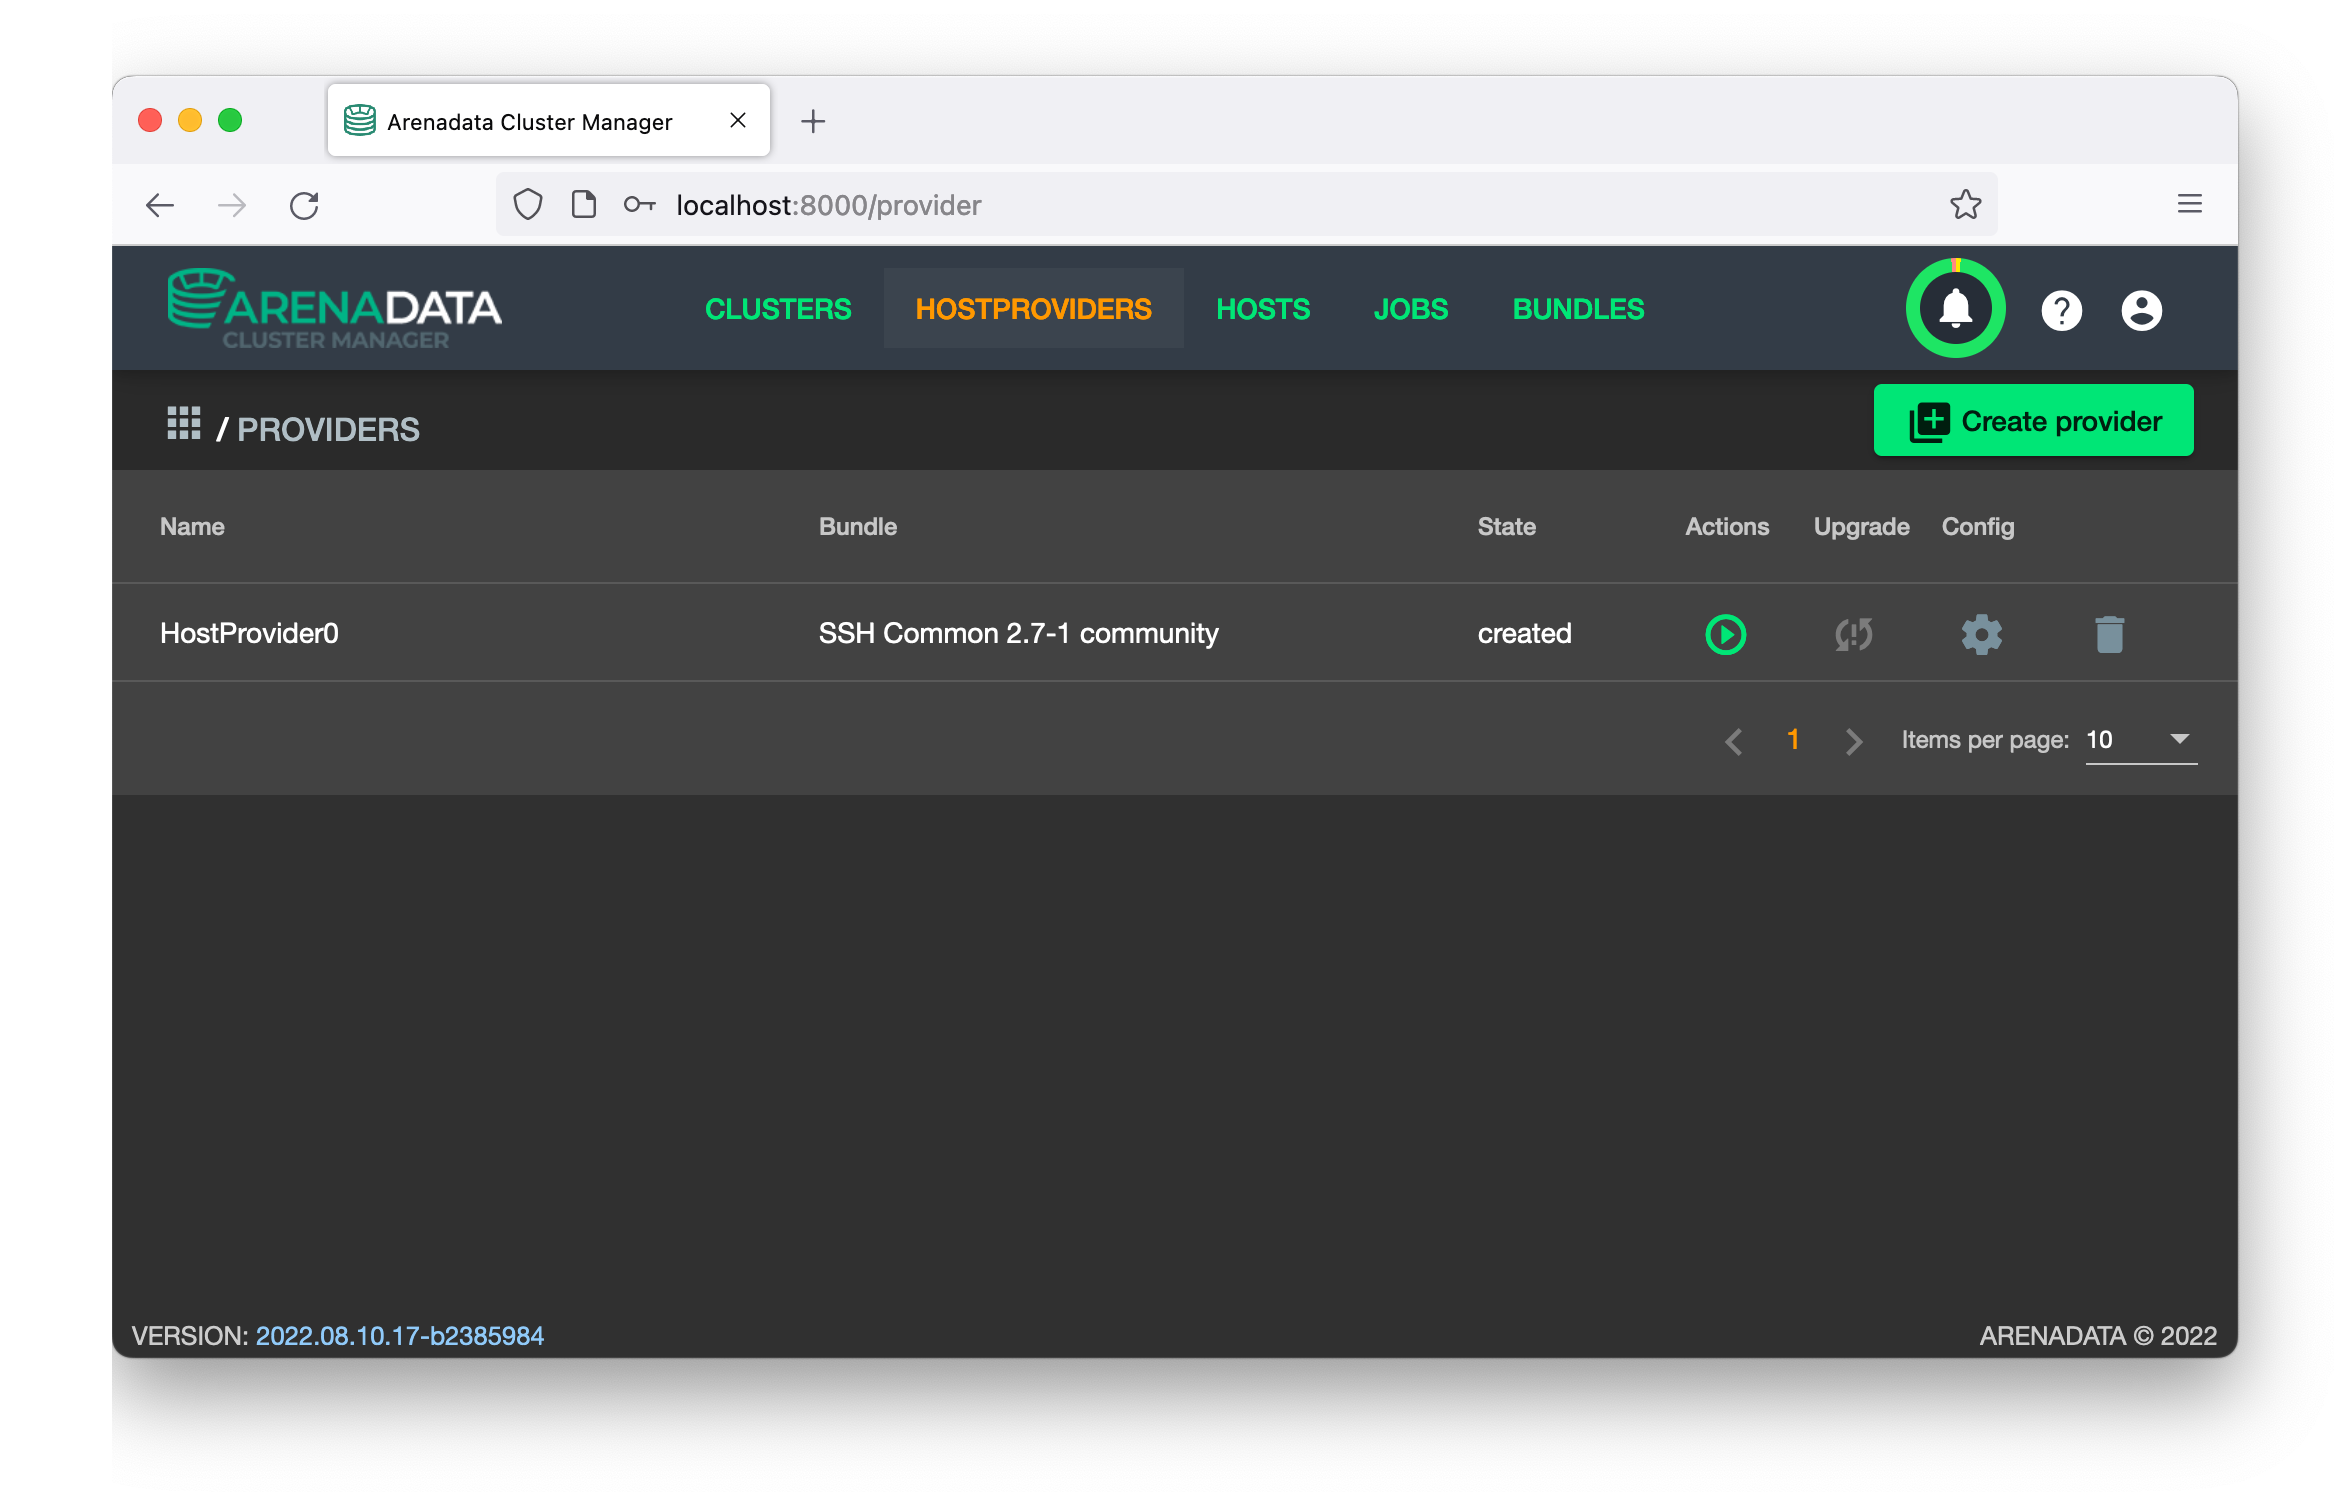 Arenadata Cluster Manager
localhost:8000/provider
ARENADATA
CLUSTER MANAGER
CLUSTERS HOSTPROVIDERS HOSTS JOBS BUNDLES
/ PROVIDERS
Create provider
Name Bundle State Actions Upgrade Config
HostProvider0 SSH Common 2.7-1 community created
1 Items per page: 10
VERSION: 2022.08.10.17-b2385984 ARENADATA © 2022